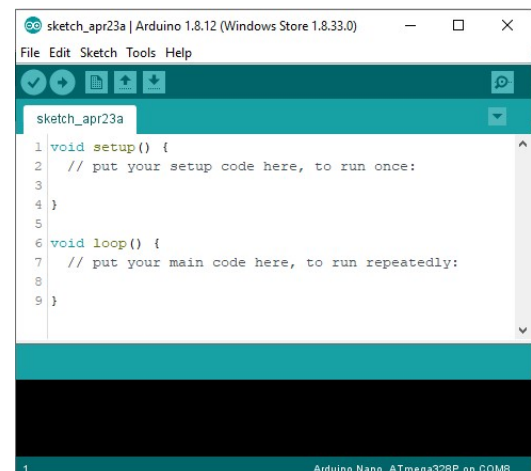 sketch_apr23a | Arduino 1.8.12 (Windows Store 1.8.33.0)
File Edit Sketch Tools Help
sketch_apr23a
1 void setup() {
2 // put your setup code here, to run once:
3
4 }
5
6 void loop() {
7 // put your main code here, to run repeatedly:
8
9 }
1 Arduino Nano, ATmega328P on COM8